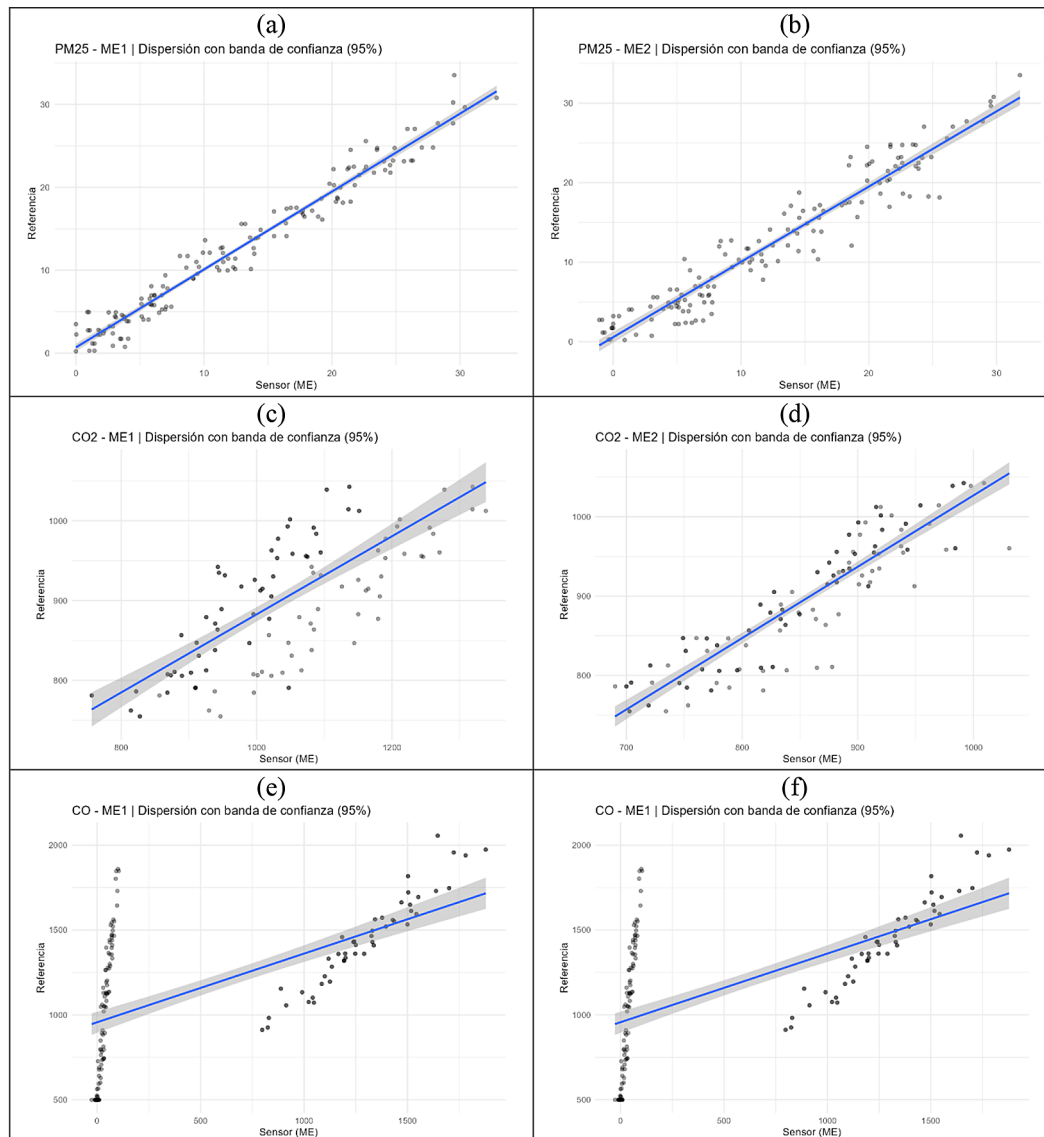 (a)
PM25 - ME1 | Dispersión con banda de confianza (95%)
Referencia
30
20
10
0
0 10 20 30
Sensor (ME)
(b)
PM25 - ME2 | Dispersión con banda de confianza (95%)
Referencia
30
20
10
0
0 10 20 30
Sensor (ME)
(c)
CO2 - ME1 | Dispersión con banda de confianza (95%)
Referencia
1000
900
800
800 1000 1200
Sensor (ME)
(d)
CO2 - ME2 | Dispersión con banda de confianza (95%)
Referencia
1000
900
800
700 800 900 1000
Sensor (ME)
(e)
CO - ME1 | Dispersión con banda de confianza (95%)
Referencia
2000
1500
1000
500
0 500 1000 1500
Sensor (ME)
(f)
CO - ME1 | Dispersión con banda de confianza (95%)
Referencia
2000
1500
1000
500
0 500 1000 1500
Sensor (ME)